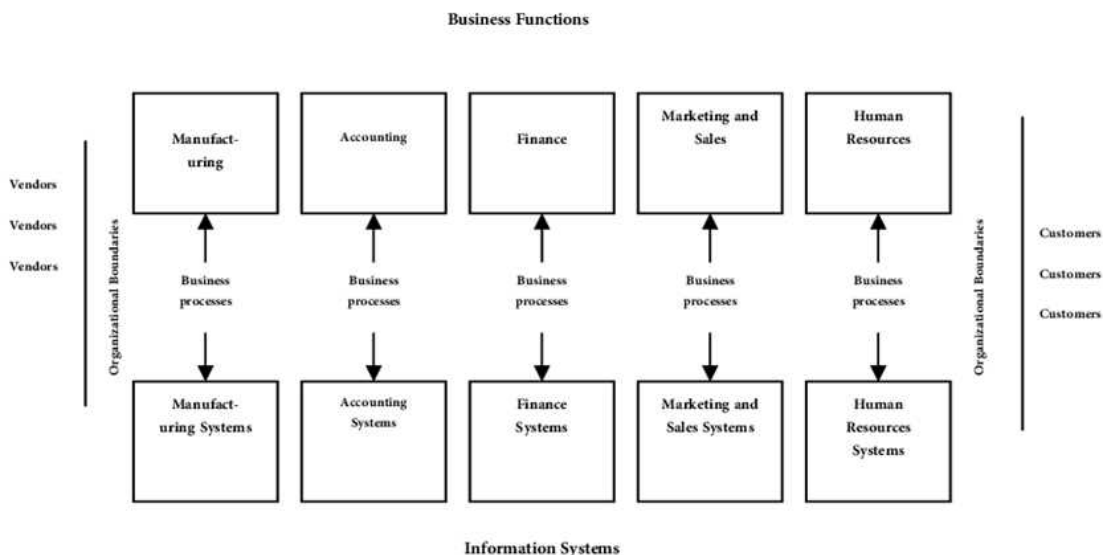 Business Functions
Manufact-
uring
Accounting
Finance
Marketing and
Sales
Human
Resources
Vendors
Vendors
Vendors
Organizational Boundaries
Business
processes
Business
processes
Business
processes
Business
processes
Business
processes
Organizational Boundaries
Customers
Customers
Customers
Manufact-
uring Systems
Accounting
Systems
Finance
Systems
Marketing and
Sales Systems
Human
Resources
Systems
Information Systems